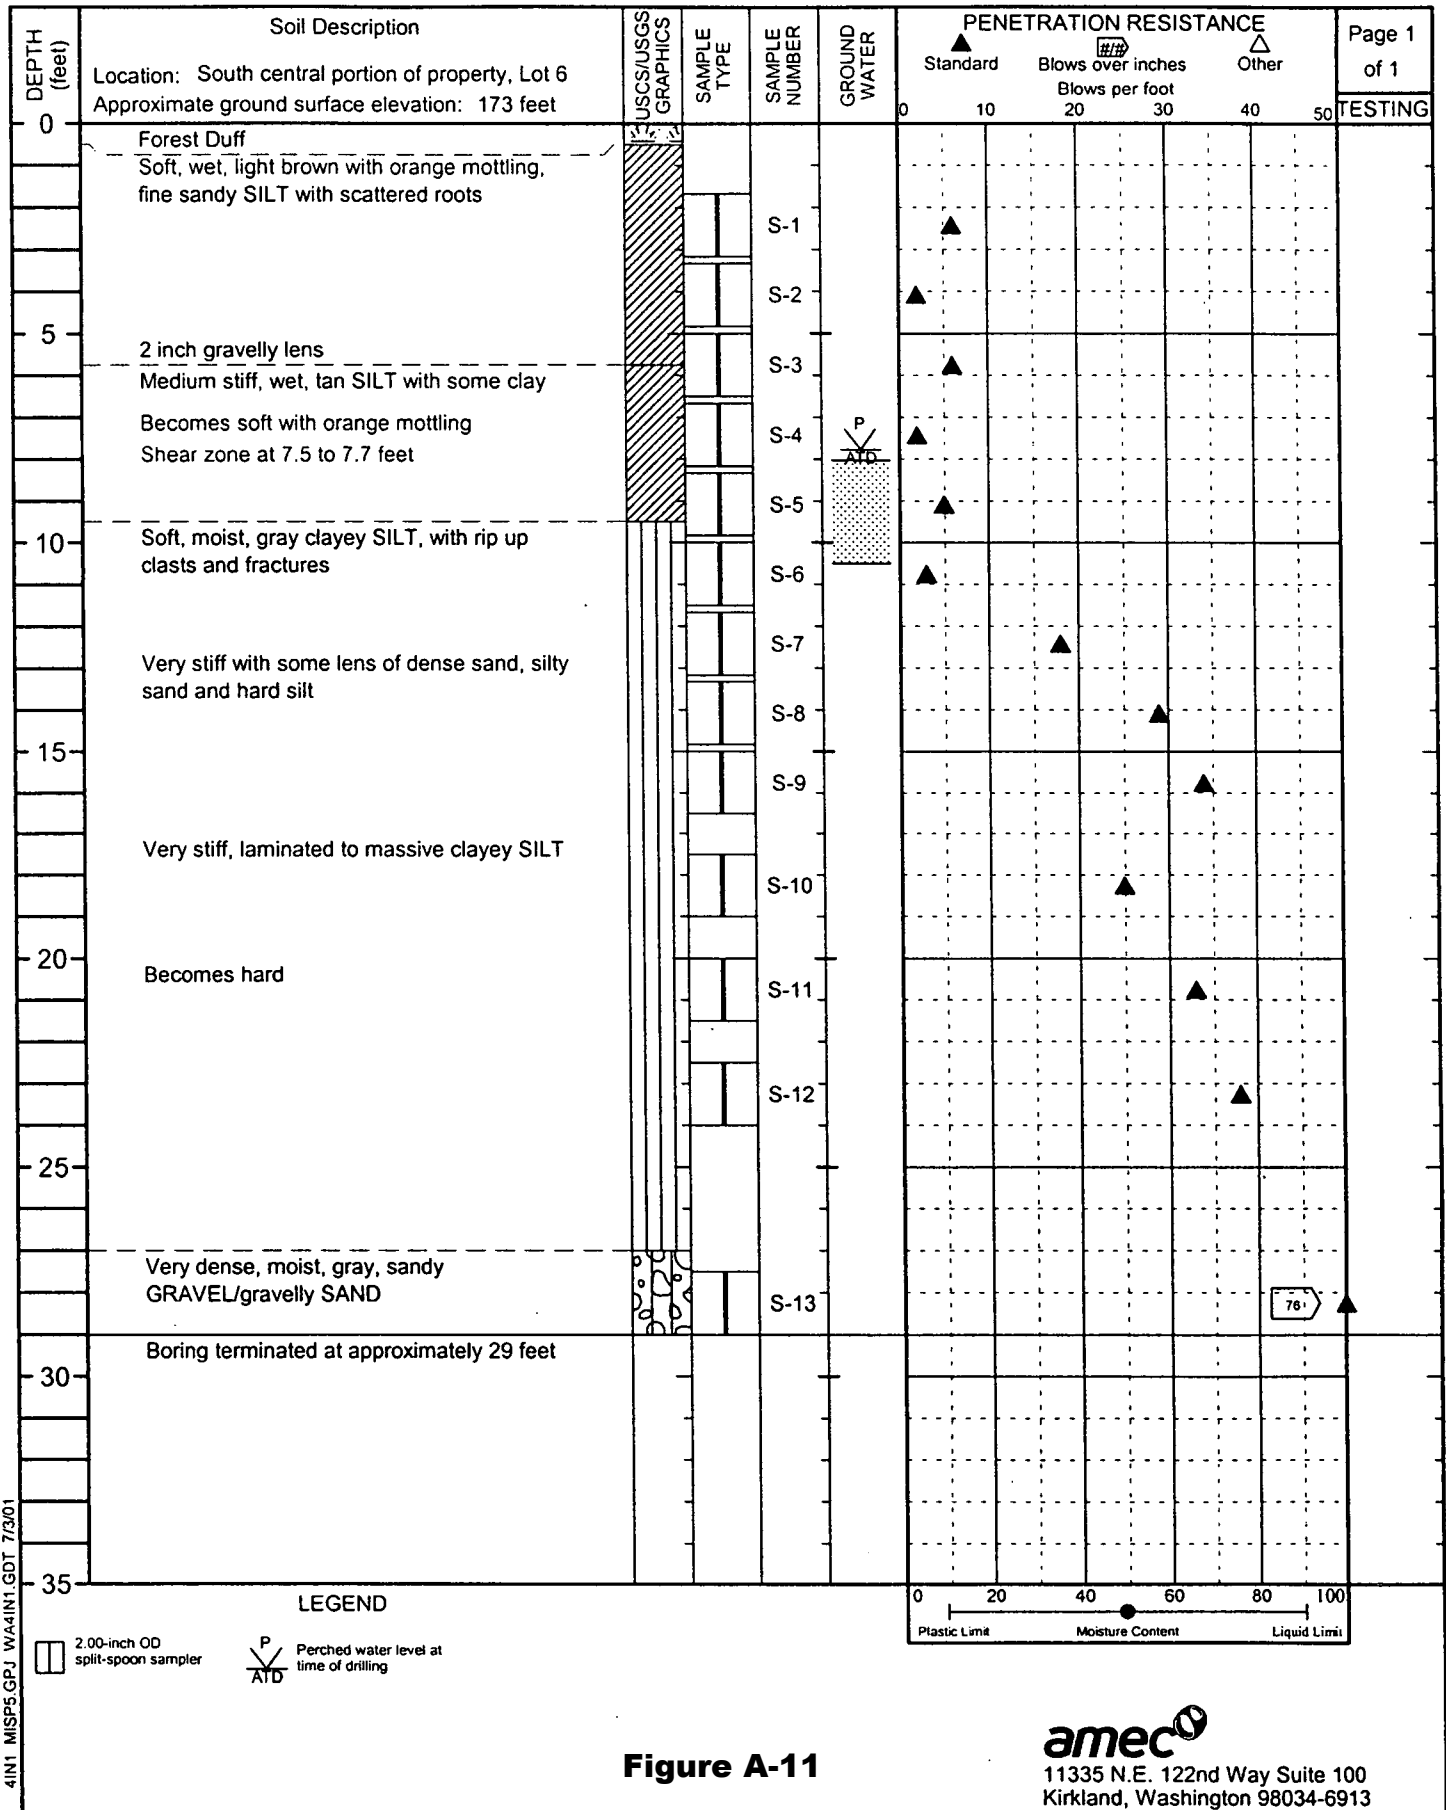 DEPTH
(feet)
Soil Description
Location: South central portion of property, Lot 6
Approximate ground surface elevation: 173 feet
USCS/USGS
GRAPHICS
SAMPLE
TYPE
SAMPLE
NUMBER
GROUND
WATER
PENETRATION RESISTANCE
#/#
Standard
Blows over inches
Other
Blows per foot
0 10 20 30 40 50
Page 1
of 1
TESTING
0
Forest Duff
Soft, wet, light brown with orange mottling,
fine sandy SILT with scattered roots
S-1
S-2
5
2 inch gravelly lens
S-3
Medium stiff, wet, tan SILT with some clay
Becomes soft with orange mottling
S-4
P
ATD
Shear zone at 7.5 to 7.7 feet
S-5
10
Soft, moist, gray clayey SILT, with rip up
clasts and fractures
S-6
S-7
Very stiff with some lens of dense sand, silty
sand and hard silt
S-8
15
S-9
Very stiff, laminated to massive clayey SILT
S-10
20
Becomes hard
S-11
S-12
25
Very dense, moist, gray, sandy
GRAVEL/gravelly SAND
S-13
76
Boring terminated at approximately 29 feet
30
35
0 20 40 60 80 100
Plastic Limit
Moisture Content
Liquid Limit
LEGEND
2.00-inch OD
split-spoon sampler
P
ATD
Perched water level at
time of drilling
4IN1 MISP5.GPJ WA4IN1.GDT 7/3/01
Figure A-11
amec
11335 N.E. 122nd Way Suite 100
Kirkland, Washington 98034-6913